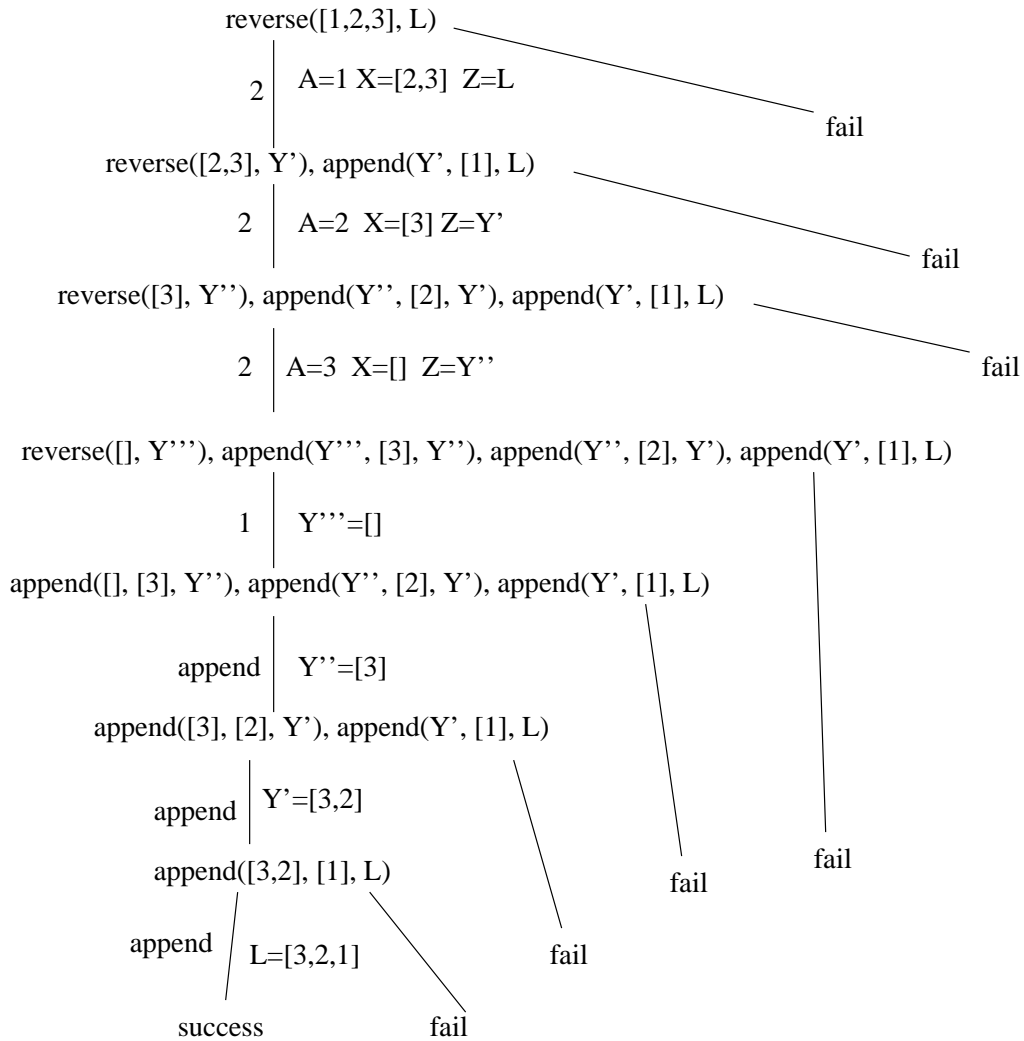 reverse([1,2,3], L)
2 A=1 X=[2,3] Z=L
fail
reverse([2,3], Y’), append(Y’, [1], L)
2 A=2 X=[3] Z=Y’
fail
reverse([3], Y’’), append(Y’’, [2], Y’), append(Y’, [1], L)
2 A=3 X=[] Z=Y’’
fail
reverse([], Y’’’), append(Y’’’, [3], Y’’), append(Y’’, [2], Y’), append(Y’, [1], L)
1 Y’’’=[]
append([], [3], Y’’), append(Y’’, [2], Y’), append(Y’, [1], L)
append Y’’=[3]
append([3], [2], Y’), append(Y’, [1], L)
append Y’=[3,2]
fail
append([3,2], [1], L)
fail
append L=[3,2,1]
fail
success fail